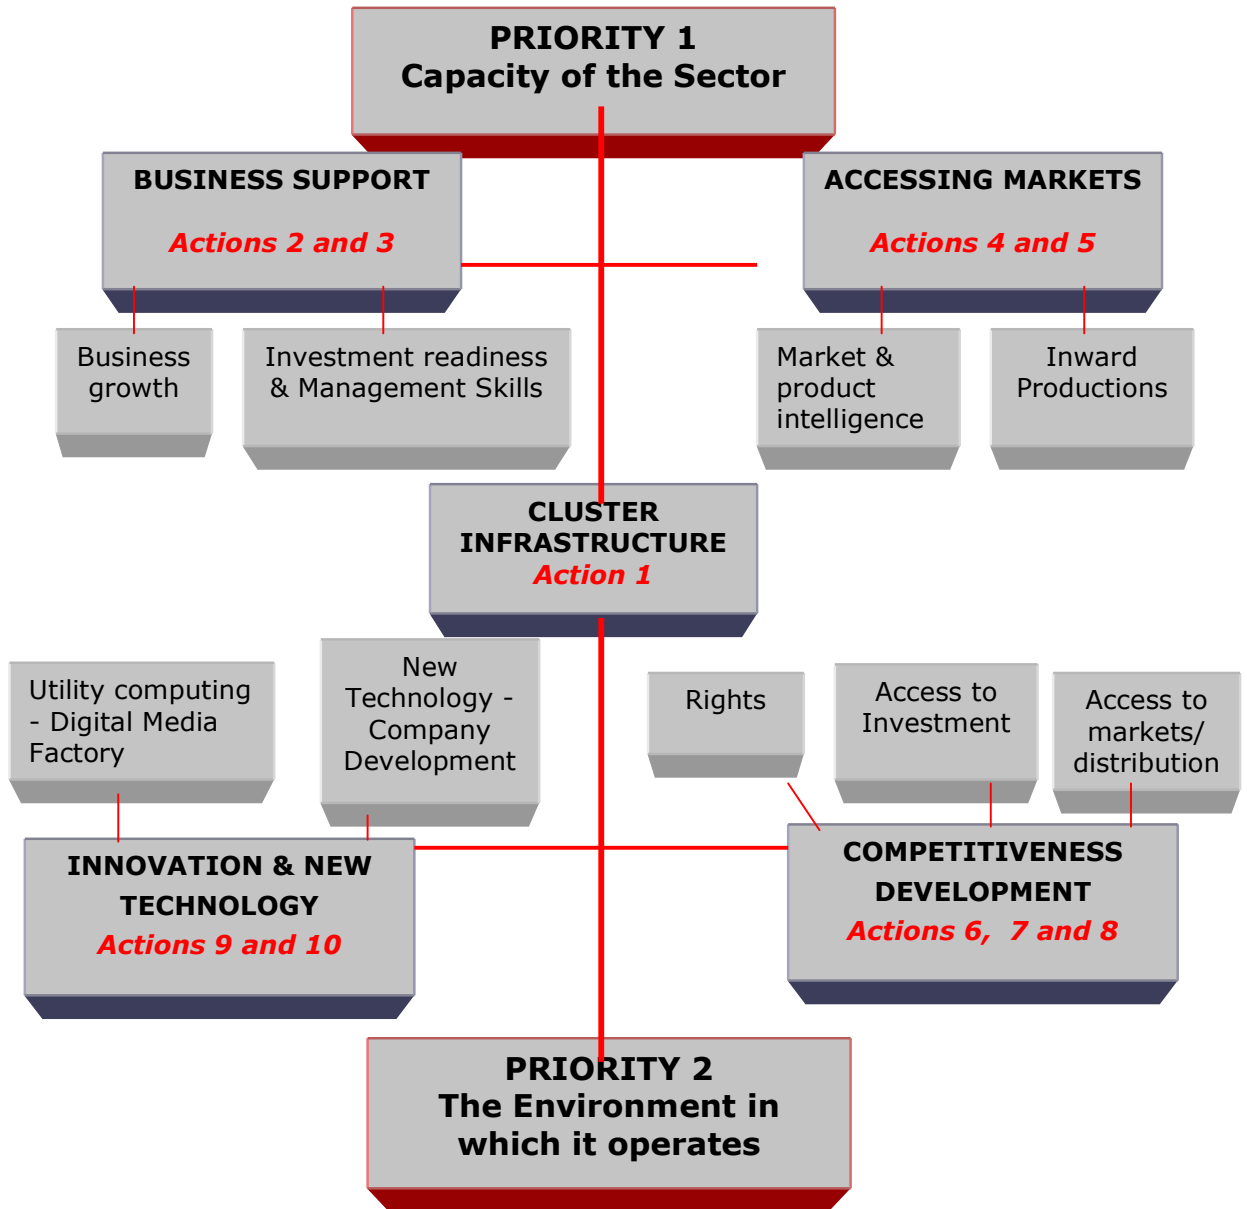 PRIORITY 1
Capacity of the Sector
BUSINESS SUPPORT
Actions 2 and 3
ACCESSING MARKETS
Actions 4 and 5
Business
growth
Investment readiness
& Management Skills
Market &
product
intelligence
Inward
Productions
CLUSTER
INFRASTRUCTURE
Action 1
Utility computing
- Digital Media
Factory
New
Technology -
Company
Development
Rights
Access to
Investment
Access to
markets/
distribution
INNOVATION & NEW
TECHNOLOGY
Actions 9 and 10
COMPETITIVENESS
DEVELOPMENT
Actions 6,  7 and 8
PRIORITY 2
The Environment in
which it operates